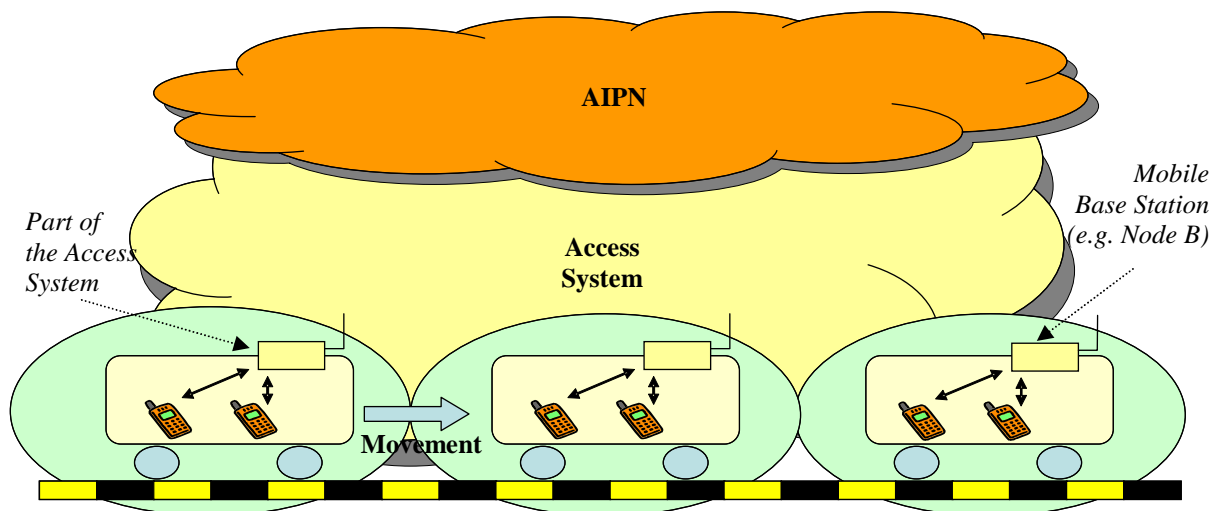 AIPN
Mobile
Base Station
(e.g. Node B)
Part of
the Access
System
Access
System
Movement